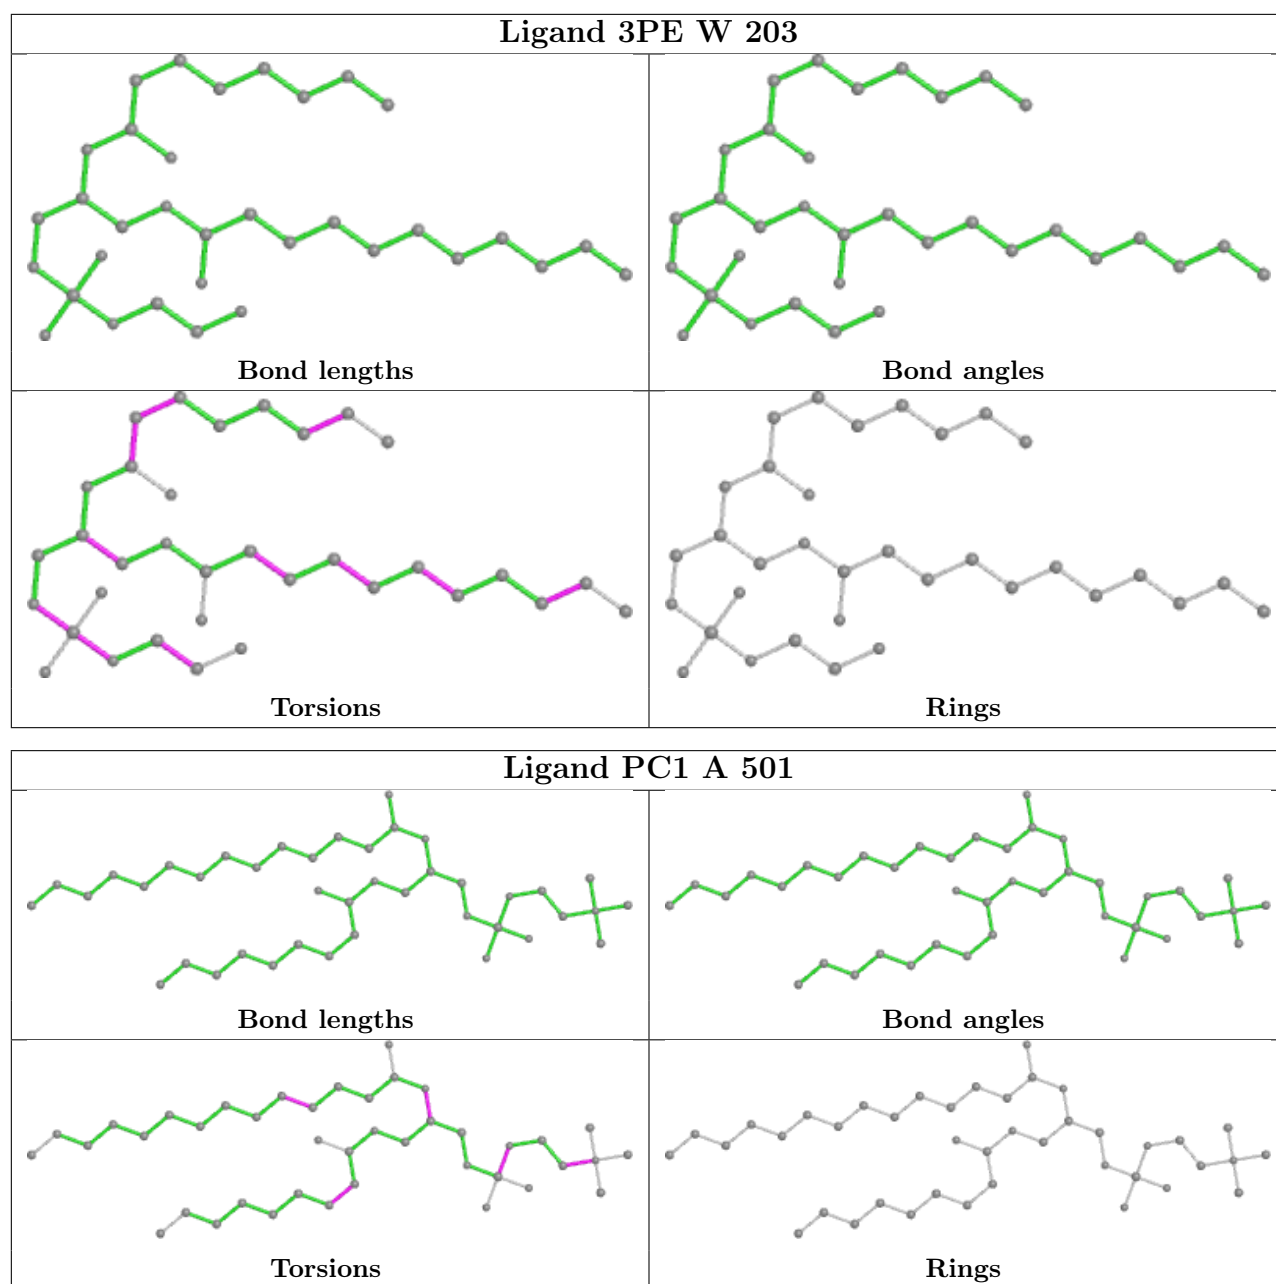 Ligand 3PE W 203
Bond lengths
Bond angles
Torsions
Rings
Ligand PC1 A 501
Bond lengths
Bond angles
Torsions
Rings